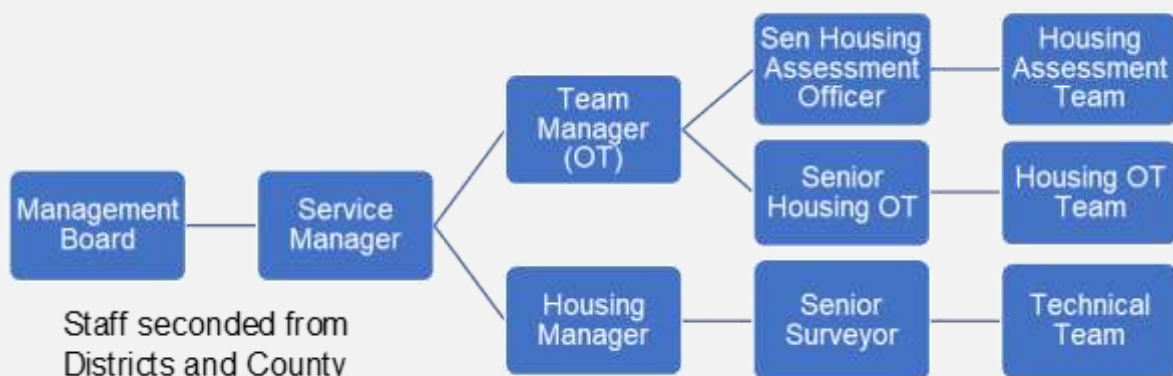 Management
Board
Service
Manager
Team
Manager
(OT)
Housing
Manager
Sen Housing
Assessment
Officer
Senior
Housing OT
Senior
Surveyor
Housing
Assessment
Team
Housing OT
Team
Technical
Team
Staff seconded from
Districts and County